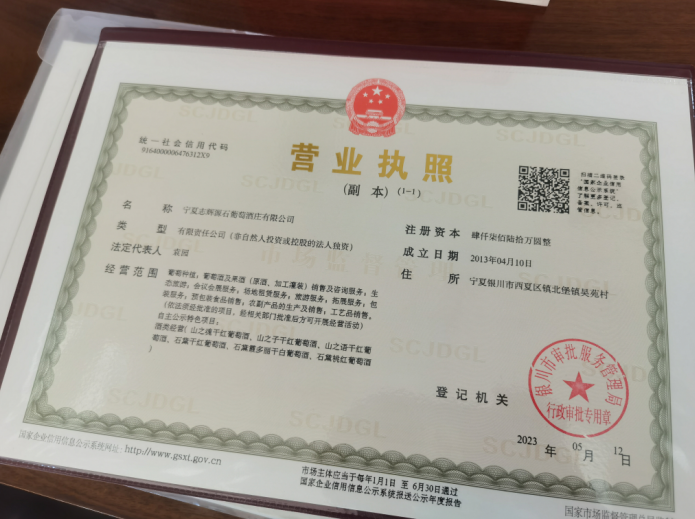 统一社会信用代码
9164000006476312X9
营业执照
(副 本) (1-1)
扫描二维码登录
"国家企业信用
信息公示系统"
了解更多登记、
备案、许可、监
管信息。
名 称 宁夏志辉源石葡萄酒庄有限公司
类 型 有限责任公司(非自然人投资或控股的法人独资)
法定代表人 袁园
经营范围 葡萄种植;葡萄酒及果酒(原酒、加工灌装)销售及咨询服务;生
态旅游;会议会展服务;场地租赁服务;旅游服务;拓展服务;包
装服务;预包装食品销售;农副产品的生产及销售;工艺品销售。
(依法须经批准的项目,经相关部门批准后方可开展经营活动)
自主公示特色项目:
酒类经营(山之魂干红葡萄酒、山之子干红葡萄酒、山之语干红葡
萄酒、石黛干红葡萄酒、石黛霞多丽干白葡萄酒、石黛桃红葡萄酒
)
注册资本 肆仟柒佰陆拾万圆整
成立日期 2013年04月10日
住 所 宁夏银川市西夏区镇北堡镇吴苑村
登记机关
银川市审批服务管理局
行政审批专用章
2023 年 05 月 12 日
国家企业信用信息公示系统网址:http://www.gsxt.gov.cn
市场主体应当于每年1月1日 至 6月30日通过
国家企业信用信息公示系统报送公示年度报告
国家市场监督管理总局监制
SCJDGL
市场监督管理